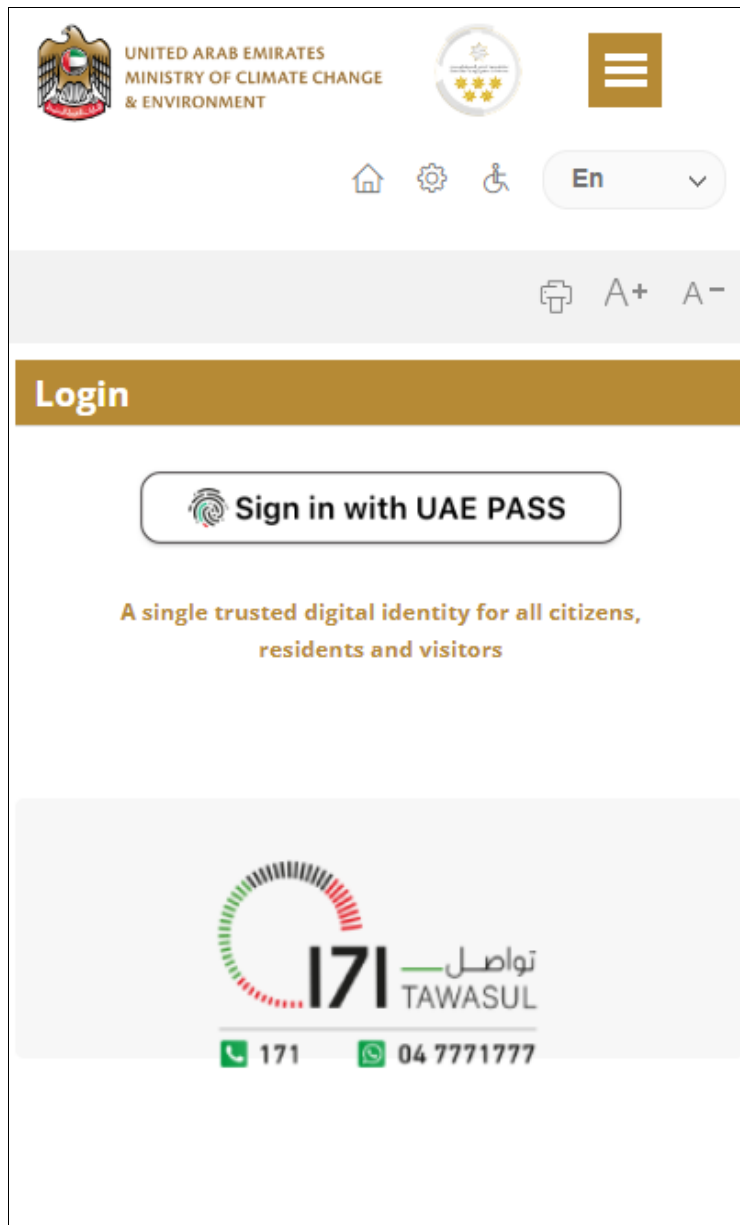 UNITED ARAB EMIRATES
MINISTRY OF CLIMATE CHANGE
& ENVIRONMENT
En
A+ A-
Login
Sign in with UAE PASS
A single trusted digital identity for all citizens,
residents and visitors
171 تواصل
TAWASUL
171 04 7771777